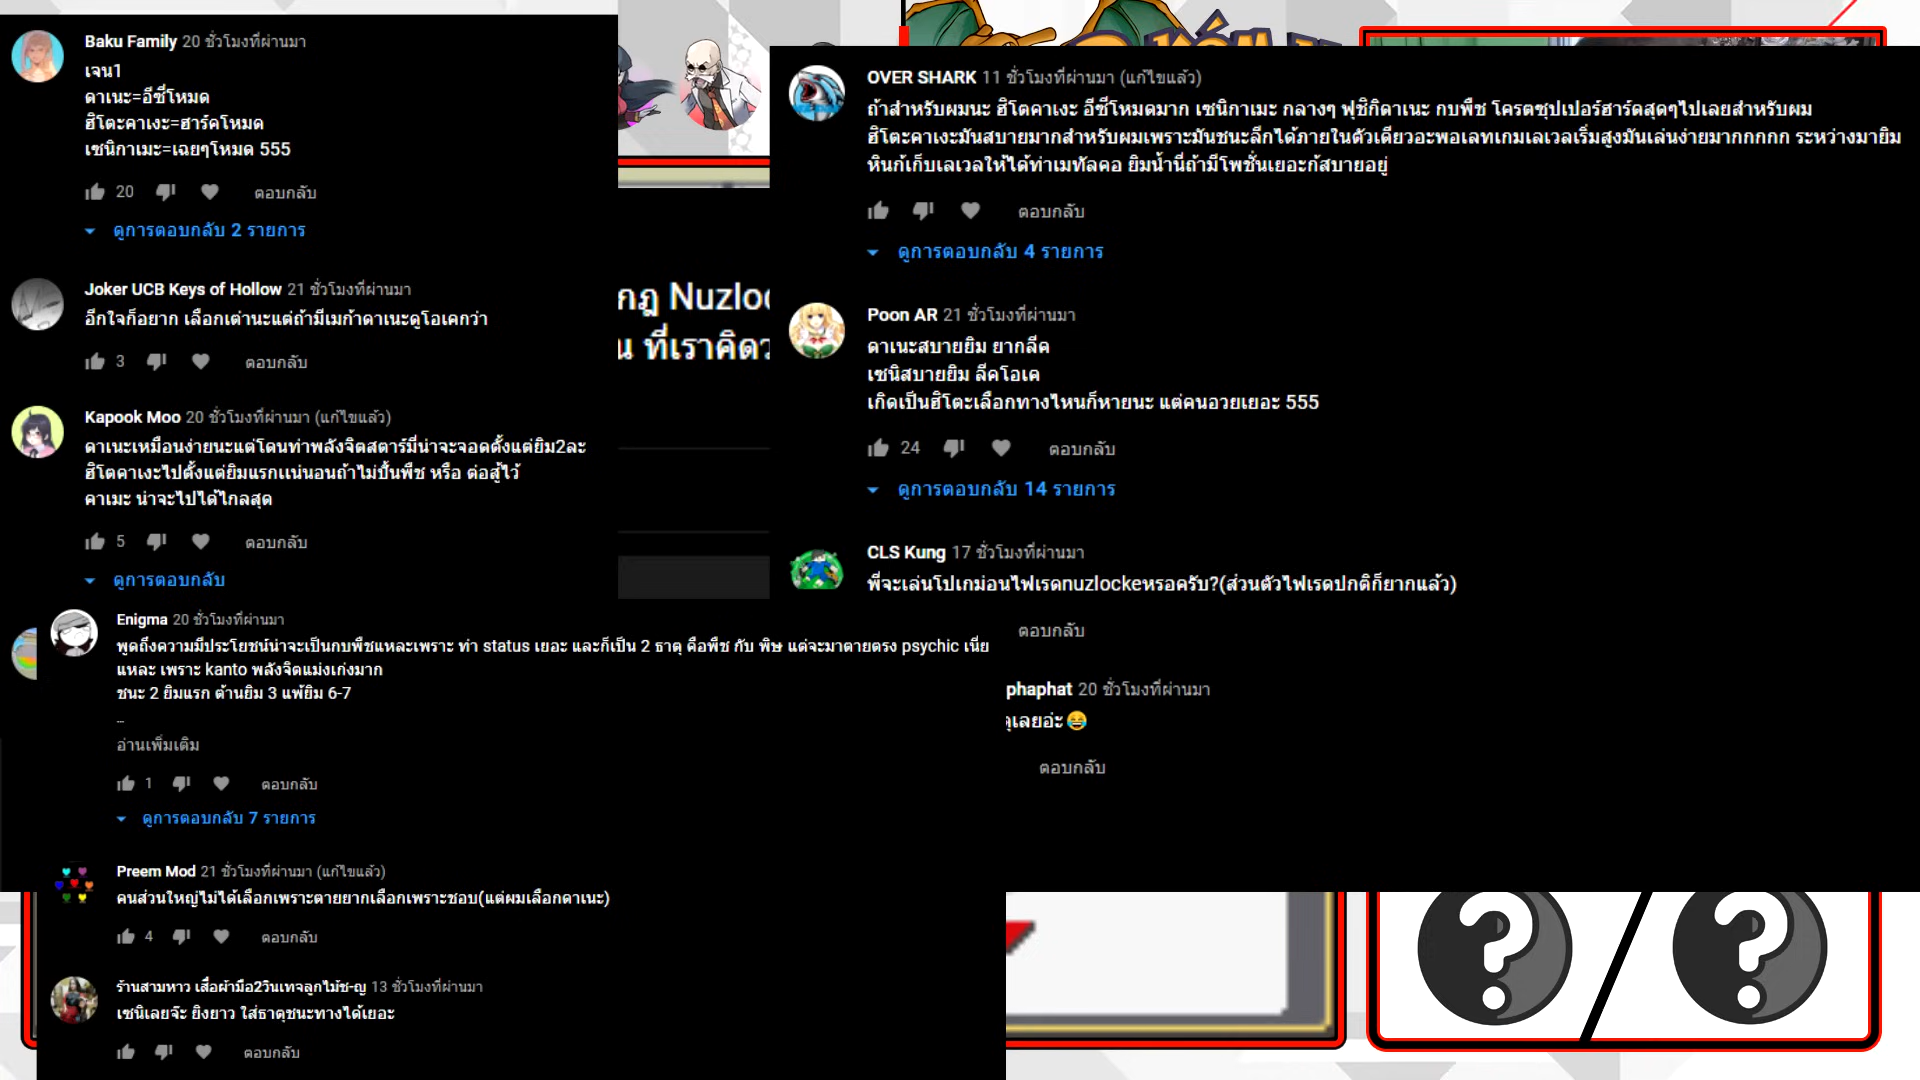 Baku Family 20 ชั่วโมงที่ผ่านมา
เจน1
ดาเนะ=อีซี่โหมด
ฮิโตะคาเงะ=ฮาร์คโหมด
เซนิกาเมะ=เฉยๆโหมด 555
20 ตอบกลับ
ดูการตอบกลับ 2 รายการ
Joker UCB Keys of Hollow 21 ชั่วโมงที่ผ่านมา
อีกใจก็อยาก เลือกเต่านะแต่ถ้ามีเมก้าดาเนะดูโอเคกว่า
3 ตอบกลับ
Kapook Moo 20 ชั่วโมงที่ผ่านมา (แก้ไขแล้ว)
ดาเนะเหมือนง่ายนะแต่โดนท่าพลังจิตสตาร์มี่น่าจะจอดตั้งแต่ยิม2ละ
ฮิโตคาเงะไปตั้งแต่ยิมแรกแน่นอนถ้าไม่ปั้นพืช หรือ ต่อสู้ไว้
คาเมะ น่าจะไปได้ไกลสุด
5 ตอบกลับ
ดูการตอบกลับ
Enigma 20 ชั่วโมงที่ผ่านมา
พูดถึงความมีประโยชน์น่าจะเป็นกบพืชแหละเพราะ ท่า status เยอะ และก็เป็น 2 ธาตุ คือพืช กับ พิษ แต่จะมาตายตรง psychic เนี่ย
แหละ เพราะ kanto พลังจิตแม่งเก่งมาก
ชนะ 2 ยิมแรก ต้านยิม 3 แพ้ยิม 6-7
...
อ่านเพิ่มเติม
1 ตอบกลับ
ดูการตอบกลับ 7 รายการ
Preem Mod 21 ชั่วโมงที่ผ่านมา (แก้ไขแล้ว)
คนส่วนใหญ่ไม่ได้เลือกเพราะตายยากเลือกเพราะชอบ(แต่ผมเลือกดาเนะ)
4 ตอบกลับ
ร้านสามหาว เสื้อผ้ามือ2วินเทจลูกไม้ช-ญ 13 ชั่วโมงที่ผ่านมา
เซนิเลยจ๊ะ ยิงยาว ใส่ธาตุชนะทางได้เยอะ
ตอบกลับ
กฎ Nuzlo
น ที่เราคิด
OVER SHARK 11 ชั่วโมงที่ผ่านมา (แก้ไขแล้ว)
ถ้าสำหรับผมนะ ฮิโตคาเงะ อีซี่โหมดมาก เซนิกาเมะ กลางๆ ฟุชิกิดาเนะ กบพืช โครตซุปเปอร์ฮาร์ดสุดๆไปเลยสำหรับผม
ฮิโตะคาเงะมันสบายมากสำหรับผมเพราะมันชนะลีกได้ภายในตัวเดียวอะพอเลทเกมเลเวลเริ่มสูงมันเล่นง่ายมากกกกก ระหว่างมายิม
หินก้เก็บเลเวลให้ได้ท่าเมทัลคอ ยิมน้ำนี่ถ้ามีโพชั่นเยอะก้สบายอยู่
ตอบกลับ
ดูการตอบกลับ 4 รายการ
Poon AR 21 ชั่วโมงที่ผ่านมา
ดาเนะสบายยิม ยากลีค
เซนิสบายยิม ลีคโอเค
เกิดเป็นฮิโตะเลือกทางไหนก็หายนะ แต่คนอวยเยอะ 555
24 ตอบกลับ
ดูการตอบกลับ 14 รายการ
CLS Kung 17 ชั่วโมงที่ผ่านมา
พี่จะเล่นโปเกม่อนไฟเรดnuzlockeหรอครับ?(ส่วนตัวไฟเรดปกติก็ยากแล้ว)
ตอบกลับ
phaphat 20 ชั่วโมงที่ผ่านมา
เลยอ่ะ😂
ตอบกลับ